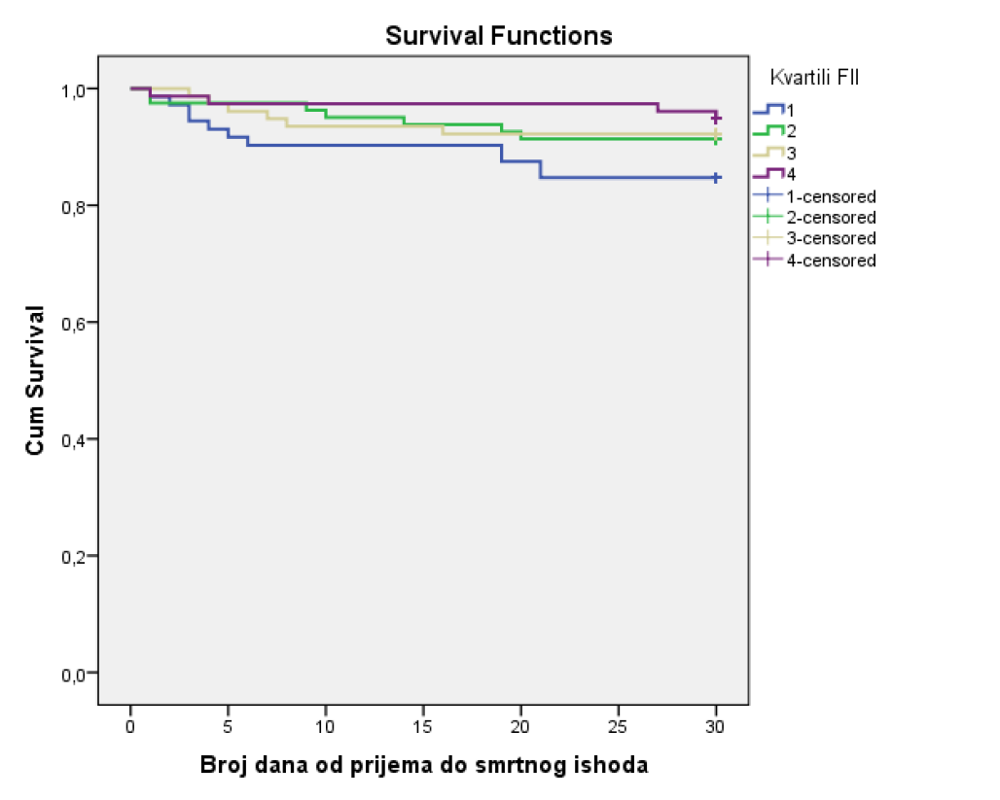 Survival Functions
Kvartili FII
1
2
3
4
1-censored
2-censored
3-censored
4-censored
Cum Survival
1,0
0,8
0,6
0,4
0,2
0,0
0 5 10 15 20 25 30
Broj dana od prijema do smrtnog ishoda